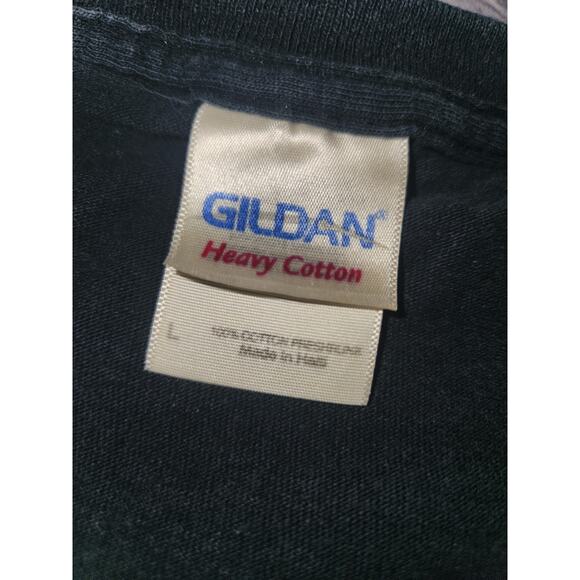 GILDAN®
Heavy Cotton
L
100% COTTON PRESHRUNK
Made in Haiti